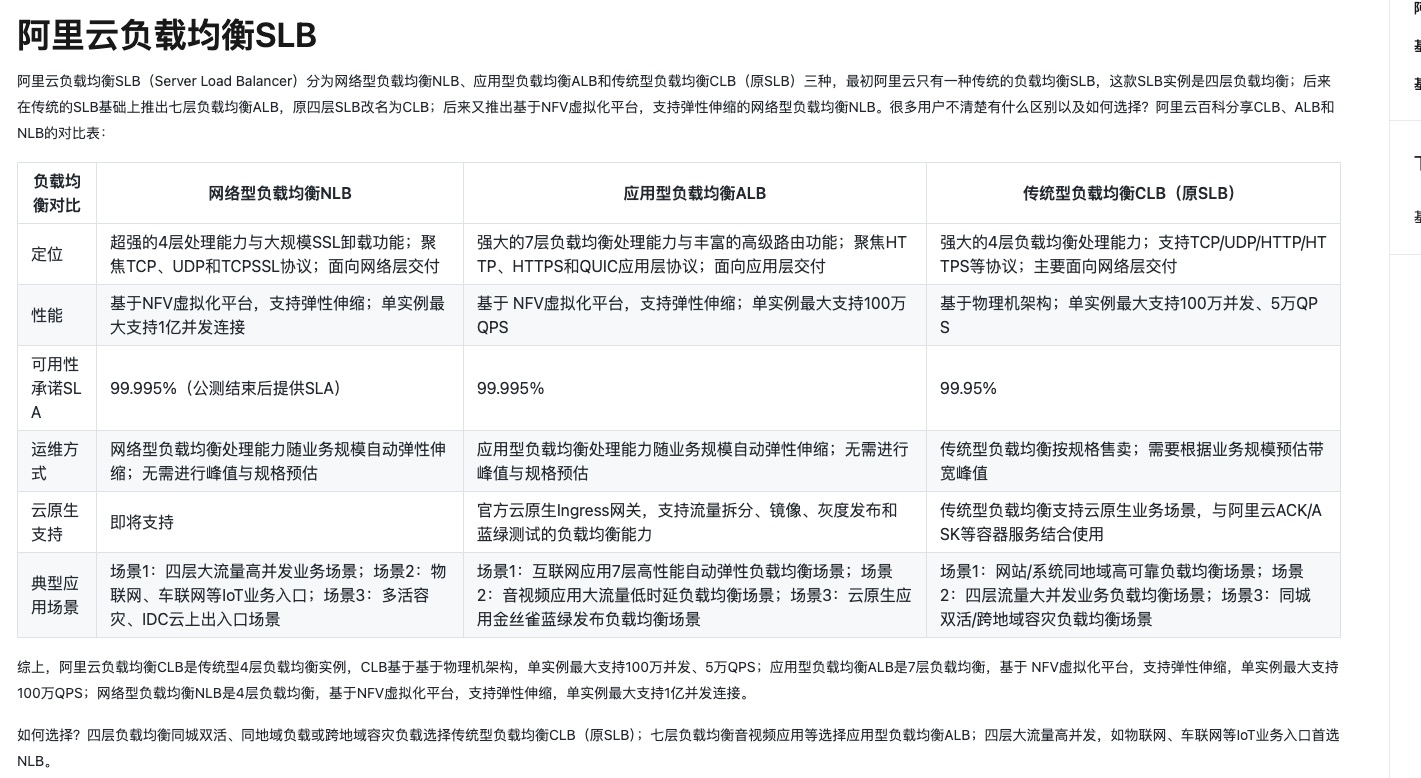 阿里云负载均衡SLB
阿里云负载均衡SLB（Server Load Balancer）分为网络型负载均衡NLB、应用型负载均衡ALB和传统型负载均衡CLB（原SLB）三种，最初阿里云只有一种传统的负载均衡SLB，这款SLB实例是四层负载均衡；后来
在传统的SLB基础上推出七层负载均衡ALB，原四层SLB改名为CLB；后来又推出基于NFV虚拟化平台，支持弹性伸缩的网络型负载均衡NLB。很多用户不清楚有什么区别以及如何选择？阿里云百科分享CLB、ALB和
NLB的对比表：
负载均
衡对比
网络型负载均衡NLB
应用型负载均衡ALB
传统型负载均衡CLB（原SLB）
定位
超强的4层处理能力与大规模SSL卸载功能；聚
焦TCP、UDP和TCPSSL协议；面向网络层交付
强大的7层负载均衡处理能力与丰富的高级路由功能；聚焦HT
TP、HTTPS和QUIC应用层协议；面向应用层交付
强大的4层负载均衡处理能力；支持TCP/UDP/HTTP/HT
TPS等协议；主要面向网络层交付
性能
基于NFV虚拟化平台，支持弹性伸缩；单实例最
大支持1亿并发连接
基于 NFV虚拟化平台，支持弹性伸缩；单实例最大支持100万
QPS
基于物理机架构；单实例最大支持100万并发、5万QP
S
可用性
承诺SL
A
99.995%（公测结束后提供SLA）
99.995%
99.95%
运维方
式
网络型负载均衡处理能力随业务规模自动弹性伸
缩；无需进行峰值与规格预估
应用型负载均衡处理能力随业务规模自动弹性伸缩；无需进行
峰值与规格预估
传统型负载均衡按规格售卖；需要根据业务规模预估带
宽峰值
云原生
支持
即将支持
官方云原生Ingress网关，支持流量拆分、镜像、灰度发布和
蓝绿测试的负载均衡能力
传统型负载均衡支持云原生业务场景，与阿里云ACK/A
SK等容器服务结合使用
典型应
用场景
场景1：四层大流量高并发业务场景；场景2：物
联网、车联网等IoT业务入口；场景3：多活容
灾、IDC云上出入口场景
场景1：互联网应用7层高性能自动弹性负载均衡场景；场景
2：音视频应用大流量低时延负载均衡场景；场景3：云原生应
用金丝雀蓝绿发布负载均衡场景
场景1：网站/系统同地域高可靠负载均衡场景；场景
2：四层流量大并发业务负载均衡场景；场景3：同城
双活/跨地域容灾负载均衡场景
综上，阿里云负载均衡CLB是传统型4层负载均衡实例，CLB基于基于物理机架构，单实例最大支持100万并发、5万QPS；应用型负载均衡ALB是7层负载均衡，基于 NFV虚拟化平台，支持弹性伸缩，单实例最大支持
100万QPS；网络型负载均衡NLB是4层负载均衡，基于NFV虚拟化平台，支持弹性伸缩，单实例最大支持1亿并发连接。
如何选择？四层负载均衡同城双活、同地域负载或跨地域容灾负载选择传统型负载均衡CLB（原SLB）；七层负载均衡音视频应用等选择应用型负载均衡ALB；四层大流量高并发，如物联网、车联网等IoT业务入口首选
NLB。